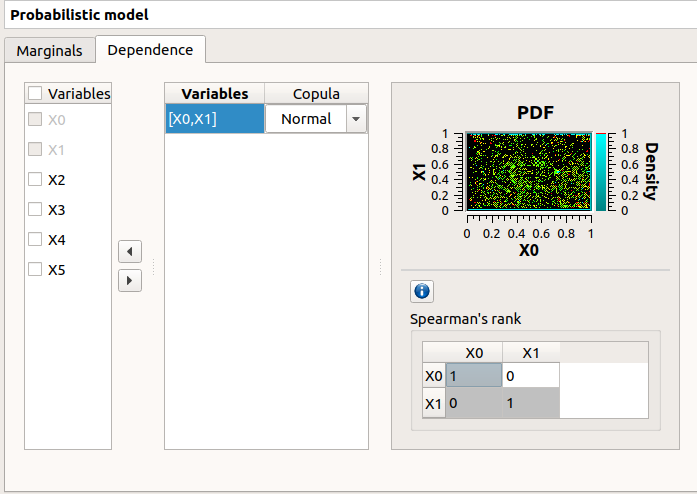 Probabilistic model
Marginals Dependence
Variables
X0
X1
X2
X3
X4
X5
Variables Copula
[X0,X1] Normal
PDF
X1
1
0.8
0.6
0.4
0.2
0
0 0.2 0.4 0.6 0.8 1
X0
1
0.8
0.6
0.4
0.2
0
Density
Spearman's rank
X0 X1
X0 1 0
X1 0 1